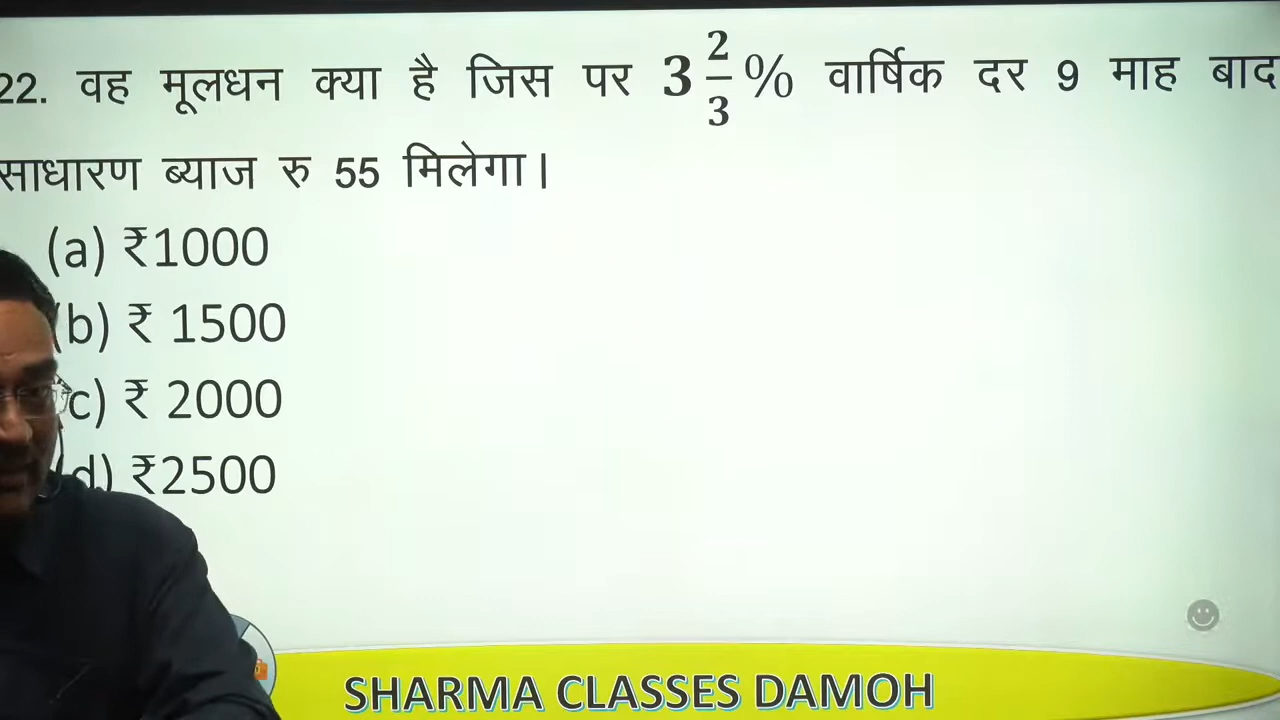 22. वह मूलधन क्या है जिस पर 3 2/3 % वार्षिक दर 9 माह बाद
साधारण ब्याज रु 55 मिलेगा।
(a) ₹1000
(b) ₹ 1500
(c) ₹ 2000
(d) ₹2500
SHARMA CLASSES DAMOH